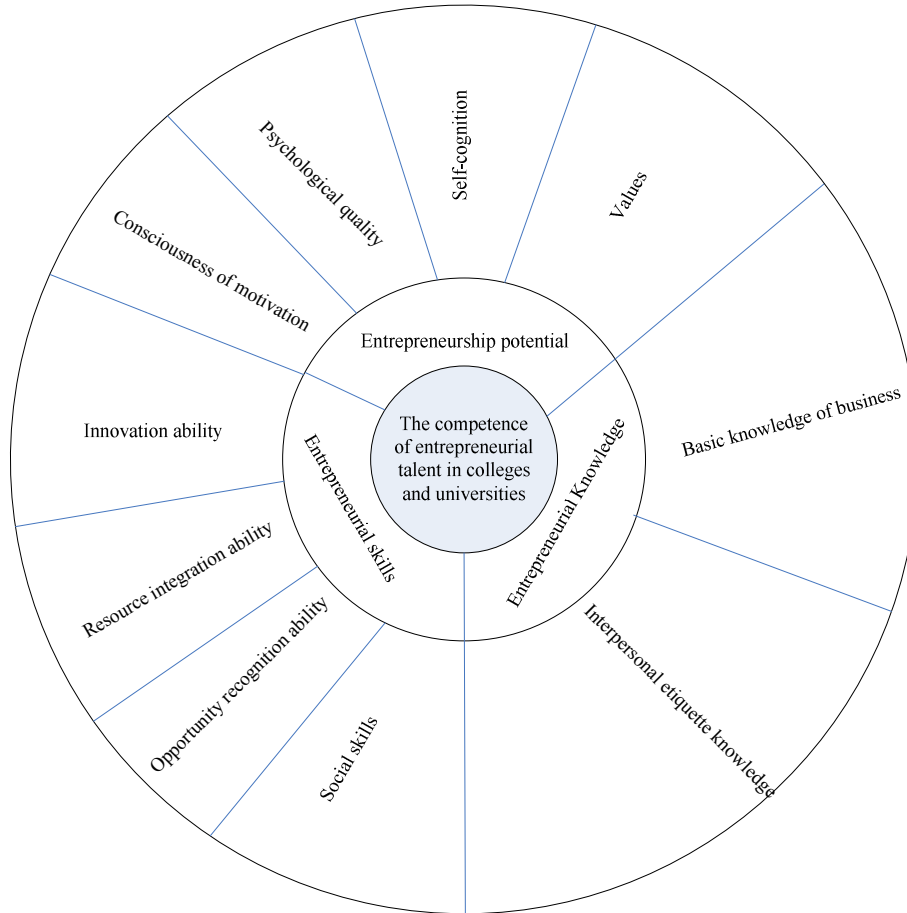 Self-cognition
Psychological quality
Values
Consciousness of motivation
Entrepreneurship potential
Basic knowledge of business
Innovation ability
The competence
of entrepreneurial
talent in colleges
and universities
Entrepreneurial skills
Entrepreneurial Knowledge
Resource integration ability
Opportunity recognition ability
Interpersonal etiquette knowledge
Social skills